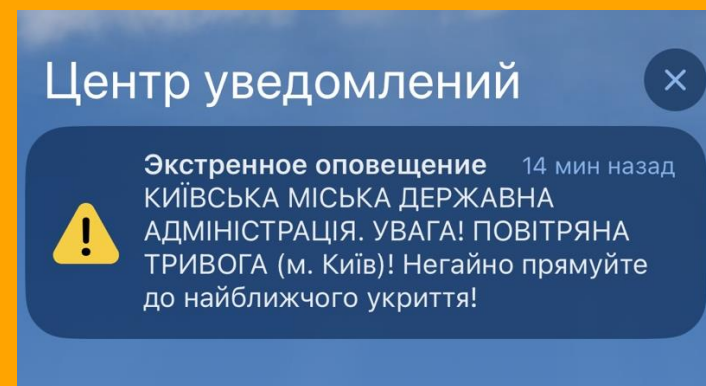 Центр уведомлений
Экстренное оповещение 14 мин назад
КИЇВСЬКА МІСЬКА ДЕРЖАВНА
АДМІНІСТРАЦІЯ. УВАГА! ПОВІТРЯНА
ТРИВОГА (м. Київ)! Негайно прямуйте
до найближчого укриття!